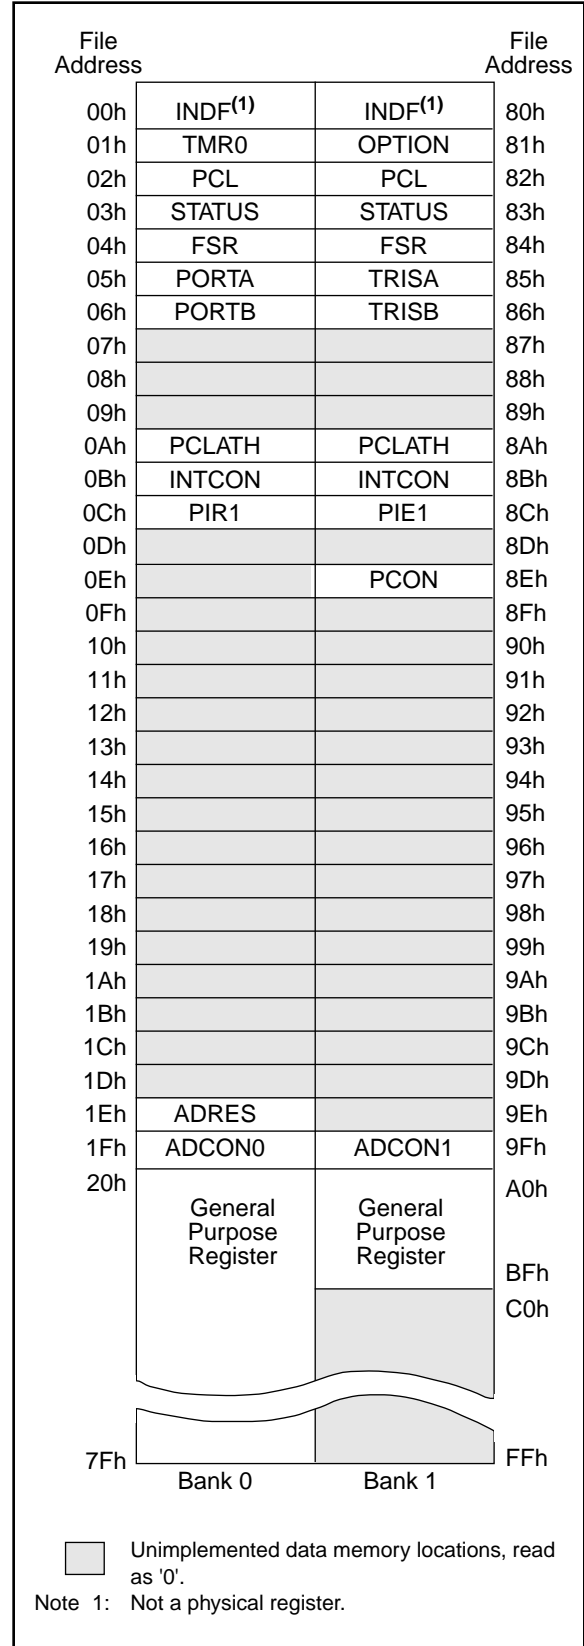 File Address File Address
00h INDF(1) INDF(1) 80h
01h TMR0 OPTION 81h
02h PCL PCL 82h
03h STATUS STATUS 83h
04h FSR FSR 84h
05h PORTA TRISA 85h
06h PORTB TRISB 86h
07h 87h
08h 88h
09h 89h
0Ah PCLATH PCLATH 8Ah
0Bh INTCON INTCON 8Bh
0Ch PIR1 PIE1 8Ch
0Dh 8Dh
0Eh PCON 8Eh
0Fh 8Fh
10h 90h
11h 91h
12h 92h
13h 93h
14h 94h
15h 95h
16h 96h
17h 97h
18h 98h
19h 99h
1Ah 9Ah
1Bh 9Bh
1Ch 9Ch
1Dh 9Dh
1Eh ADRES 9Eh
1Fh ADCON0 ADCON1 9Fh
20h A0h
General General
Purpose Purpose
Register Register
BFh
C0h
7Fh FFh
Bank 0 Bank 1
Unimplemented data memory locations, read
as '0'.
Note 1: Not a physical register.